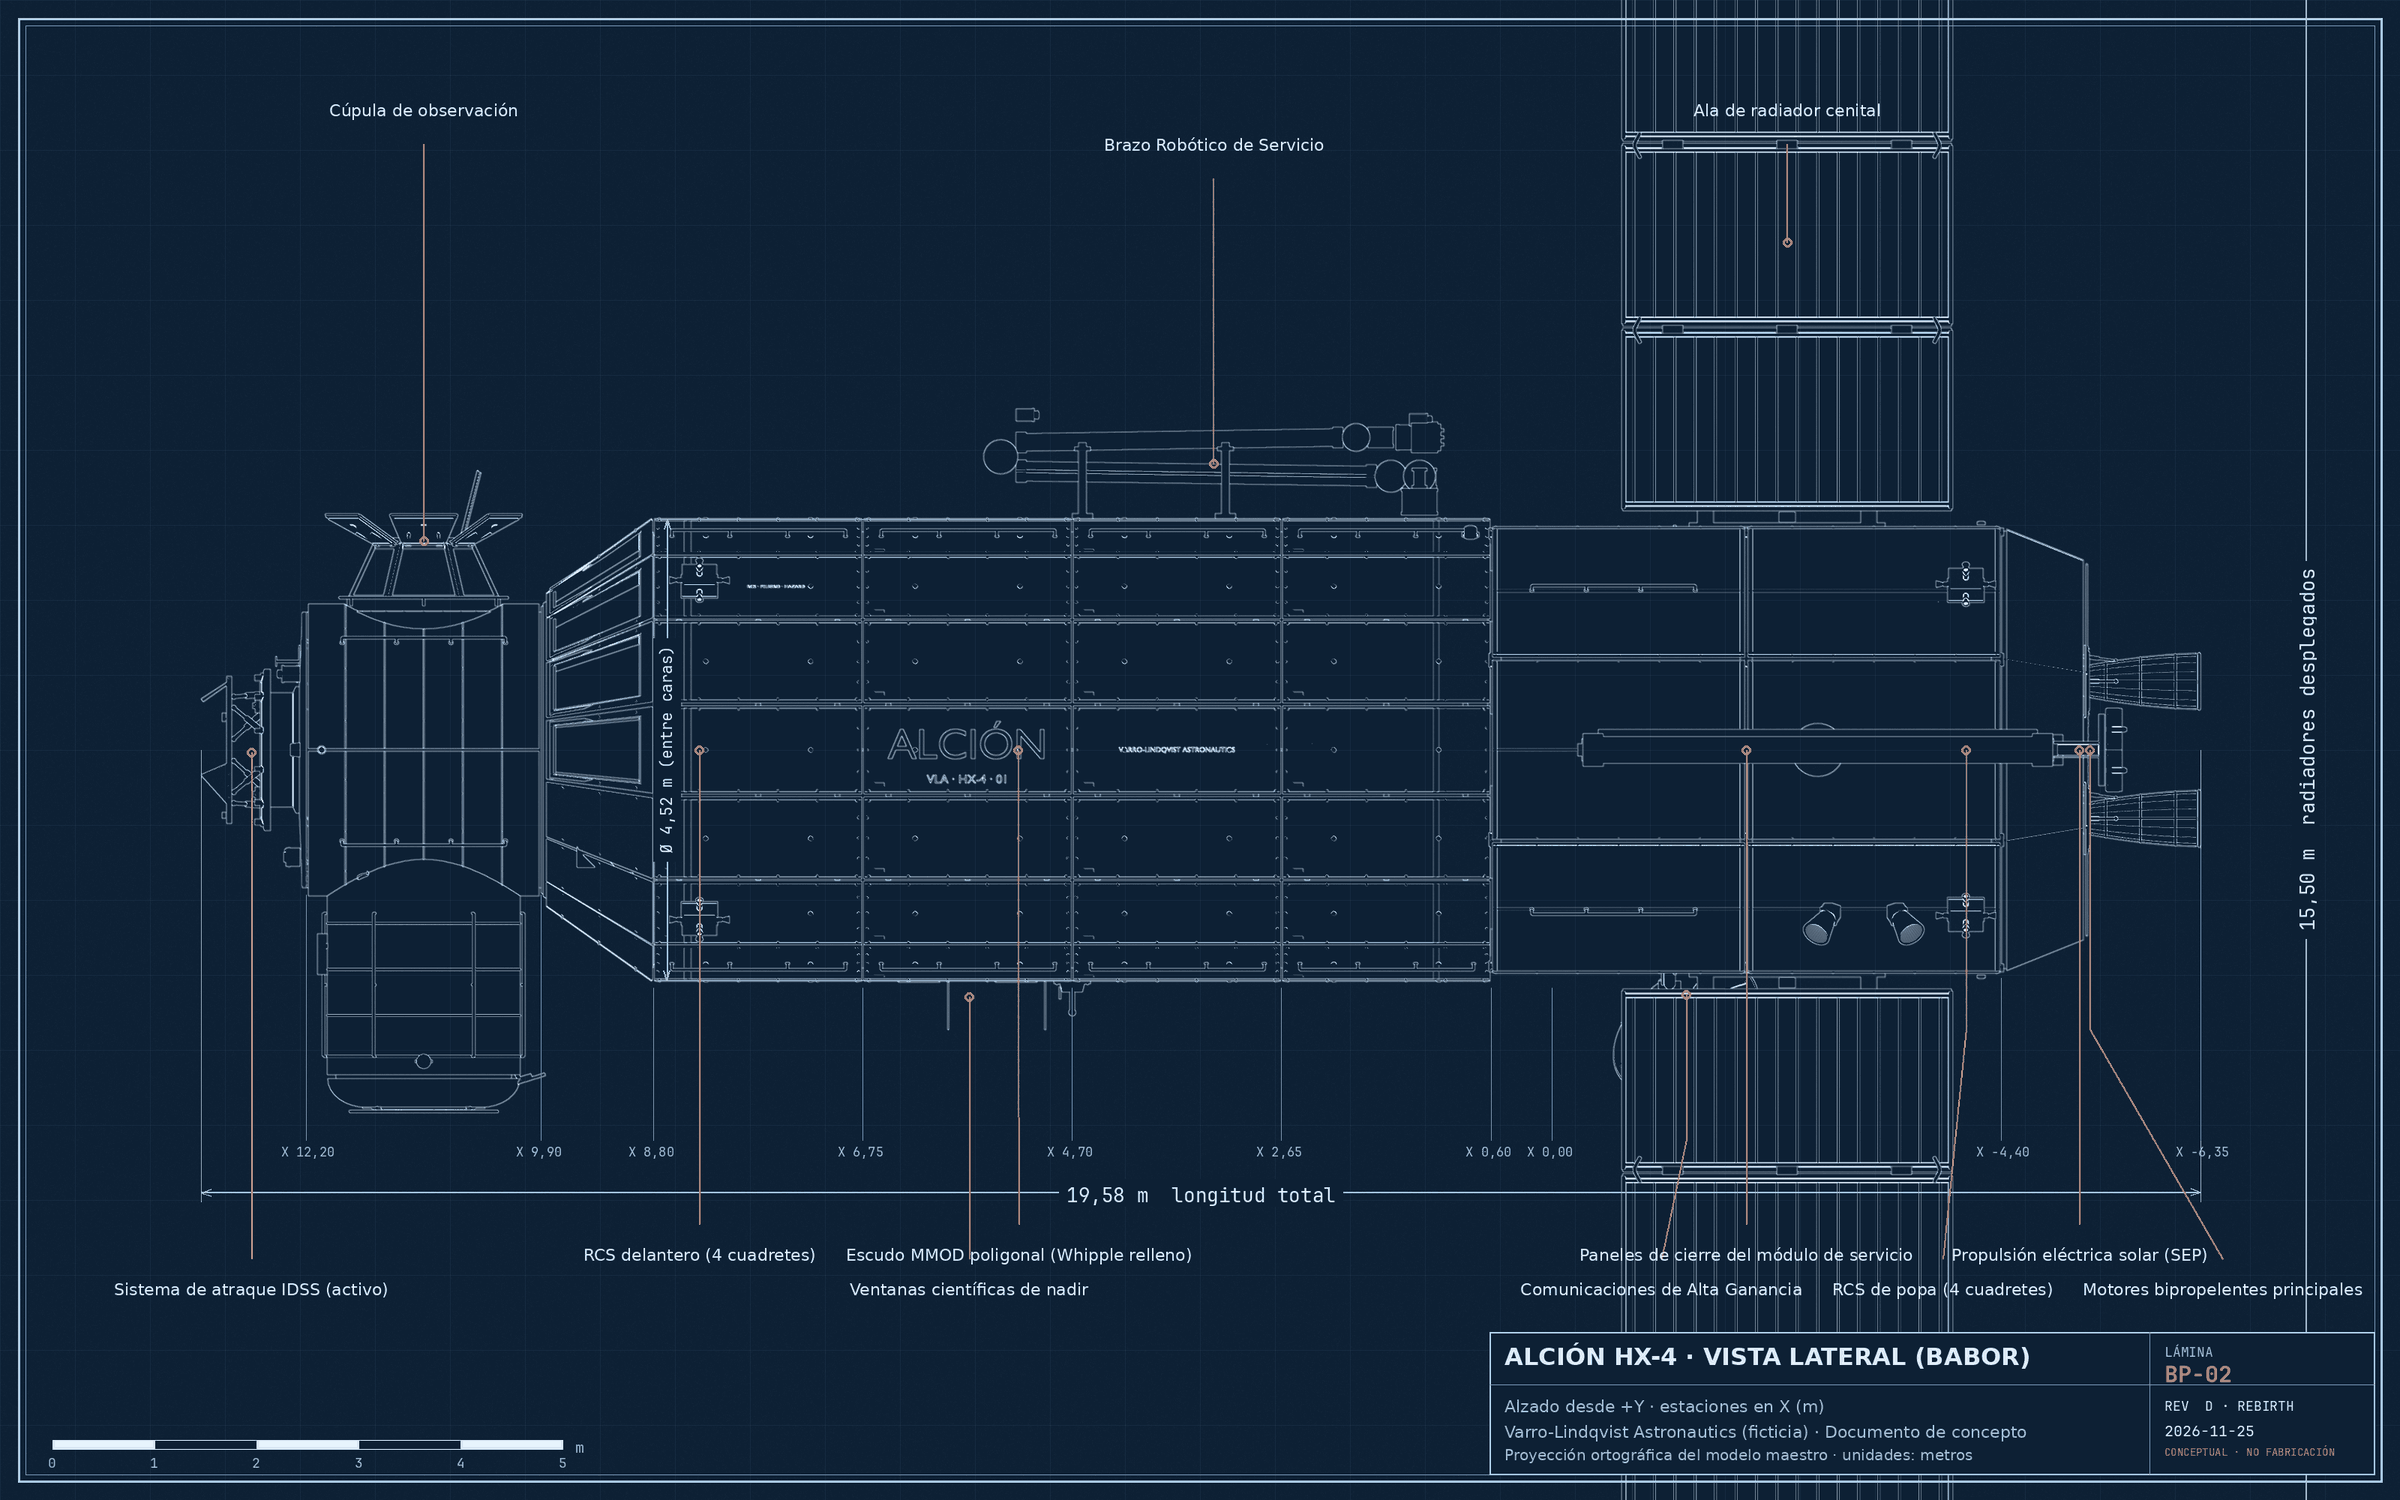 Cúpula de observación
Ala de radiador cenital
Brazo Robótico de Servicio
Ø 4,52 m (entre caras)
ALCIÓN
VARRO-LINDQVIST ASTRONAUTICS
VLA · HX-4 · 01
15,50 m radiadores desplegados
X 12,20
X 9,90
X 8,80
X 6,75
X 4,70
X 2,65
X 0,60
X 0,00
X -4,40
X -6,35
19,58 m longitud total
RCS delantero (4 cuadretes)
Escudo MMOD poligonal (Whipple relleno)
Paneles de cierre del módulo de servicio
Propulsión eléctrica solar (SEP)
Sistema de atraque IDSS (activo)
Ventanas científicas de nadir
Comunicaciones de Alta Ganancia
RCS de popa (4 cuadretes)
Motores bipropelentes principales
ALCIÓN HX-4 · VISTA LATERAL (BABOR)
Alzado desde +Y · estaciones en X (m)
Varro-Lindqvist Astronautics (ficticia) · Documento de concepto
Proyección ortográfica del modelo maestro · unidades: metros
LÁMINA
BP-02
REV D · REBIRTH
2026-11-25
CONCEPTUAL · NO FABRICACIÓN
0 1 2 3 4 5 m